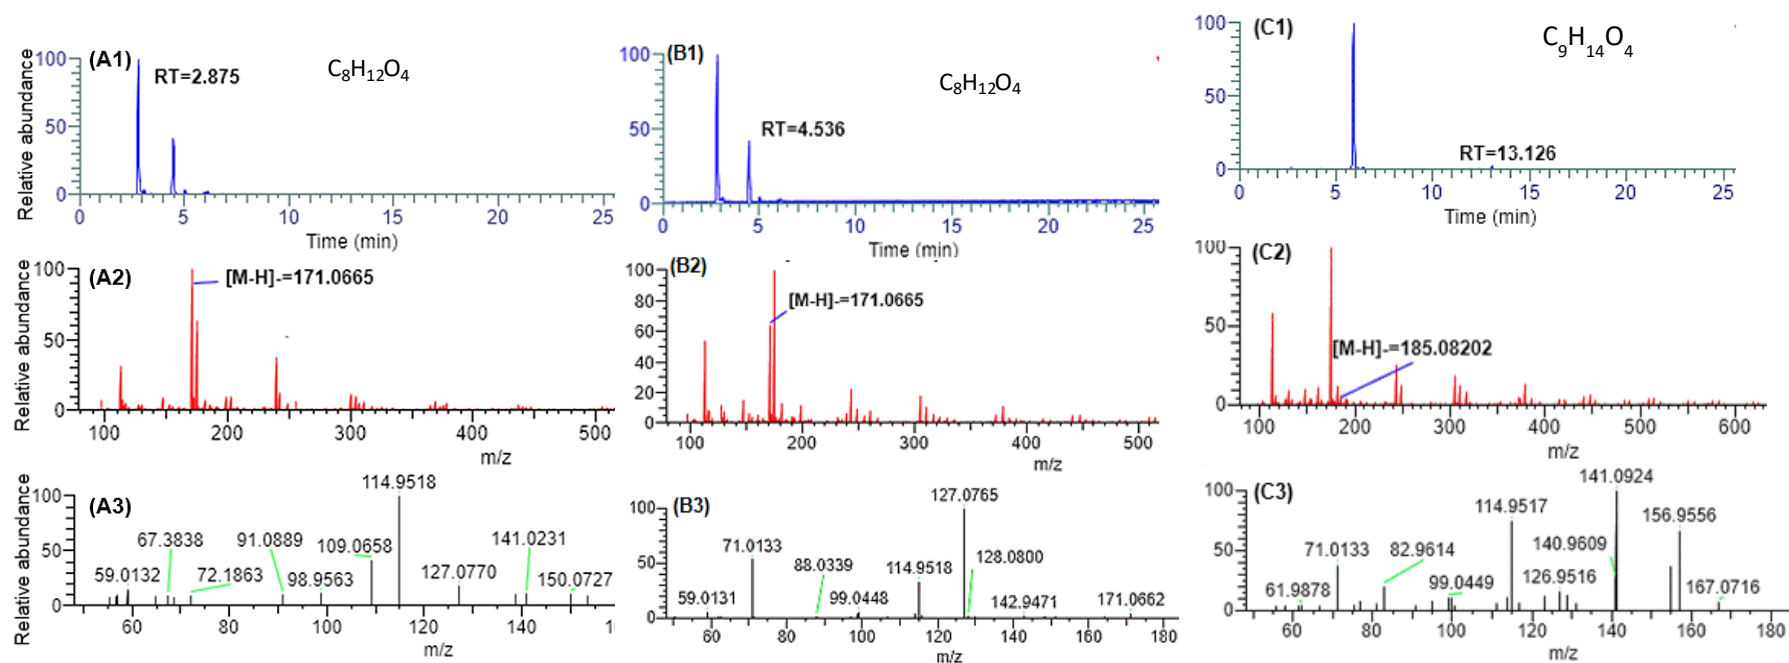 (A1)
RT=2.875
C8H12O4
Relative abundance
100
50
0
0 5 10 15 20 25
Time (min)
(B1)
C8H12O4
RT=4.536
100
50
0
0 5 10 15 20 25
Time (min)
(C1)
C9H14O4
RT=13.126
100
50
0
0 5 10 15 20 25
Time (min)
(A2)
[M-H]-=171.0665
Relative abundance
100
50
0
100 200 300 400 500
m/z
(B2)
[M-H]-=171.0665
100
80
60
40
20
0
100 200 300 400 500
m/z
(C2)
[M-H]-=185.08202
100
50
0
100 200 300 400 500 600
m/z
(A3)
114.9518
67.3838
91.0889
109.0658
141.0231
59.0132
72.1863
98.9563
127.0770
150.0727
Relative abundance
100
50
0
60 80 100 120 140 1
m/z
(B3)
127.0765
71.0133
88.0339
114.9518
128.0800
59.0131
99.0448
142.9471
171.0662
100
50
0
60 80 100 120 140 160 180
m/z
(C3)
141.0924
114.9517
156.9556
71.0133
82.9614
140.9609
61.9878
99.0449
126.9516
167.0716
100
50
0
60 80 100 120 140 160 180
m/z